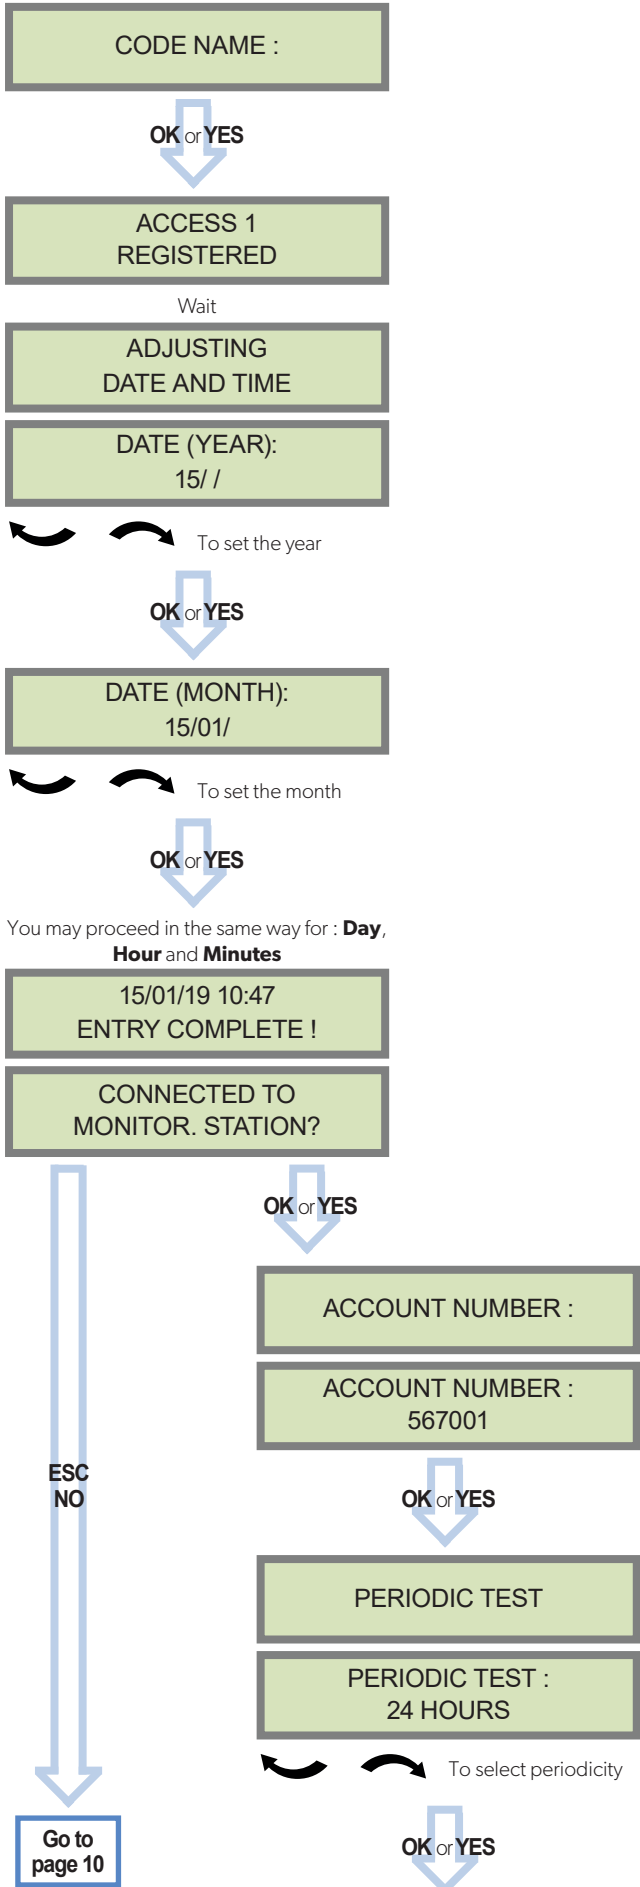 CODE NAME :
OK or YES
ACCESS 1
REGISTERED
Wait
ADJUSTING
DATE AND TIME
DATE (YEAR):
15/ /
To set the year
OK or YES
DATE (MONTH):
15/01/
To set the month
OK or YES
You may proceed in the same way for : Day,
Hour and Minutes
15/01/19 10:47
ENTRY COMPLETE !
CONNECTED TO
MONITOR. STATION?
OK or YES
ACCOUNT NUMBER :
ACCOUNT NUMBER :
567001
ESC
NO
OK or YES
PERIODIC TEST
PERIODIC TEST :
24 HOURS
To select periodicity
Go to
page 10
OK or YES